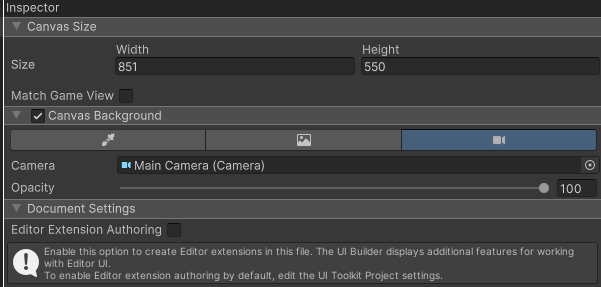 Inspector
Canvas Size
Width Height
Size 851 550
Match Game View
Canvas Background
Camera Main Camera (Camera)
Opacity 100
Document Settings
Editor Extension Authoring
Enable this option to create Editor extensions in this file. The UI Builder displays additional features for working
with Editor UI.
To enable Editor extension authoring by default, edit the UI Toolkit Project settings.